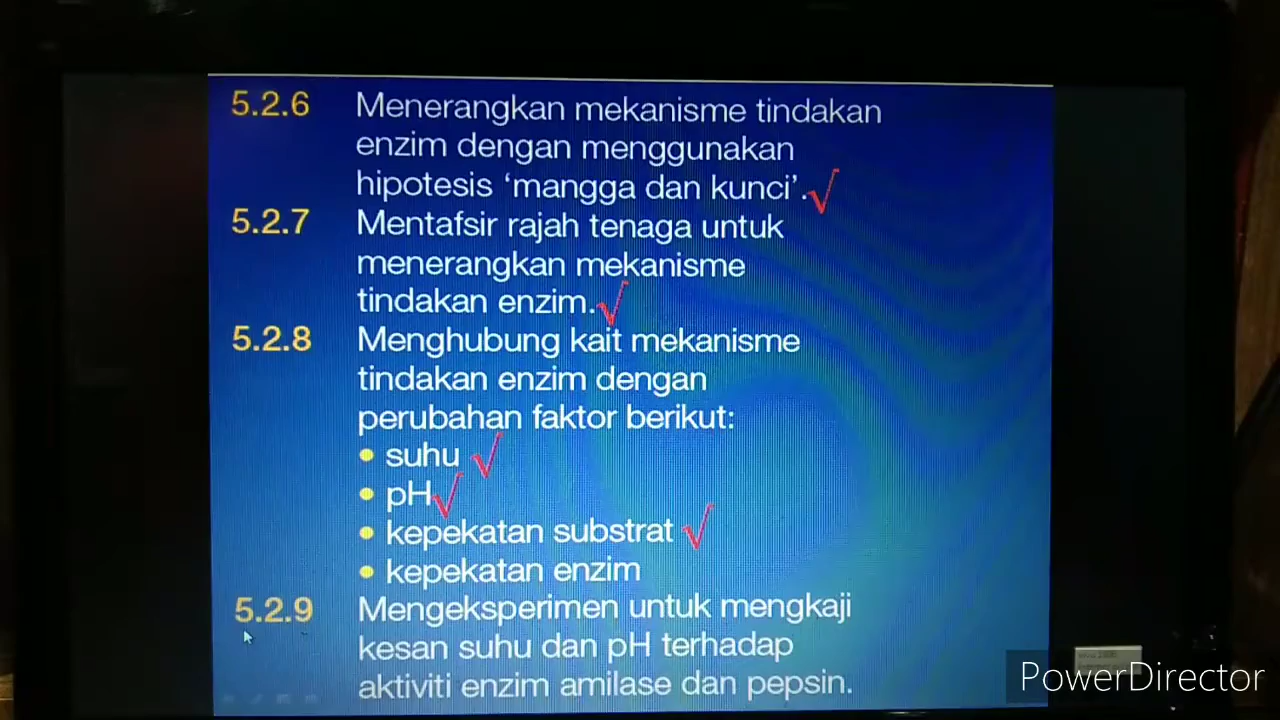 5.2.6 Menerangkan mekanisme tindakan
enzim dengan menggunakan
hipotesis ‘mangga dan kunci’.√
5.2.7 Mentafsir rajah tenaga untuk
menerangkan mekanisme
tindakan enzim.√
5.2.8 Menghubung kait mekanisme
tindakan enzim dengan
perubahan faktor berikut:
• suhu √
• pH√
• kepekatan substrat √
• kepekatan enzim
5.2.9 Mengeksperimen untuk mengkaji
kesan suhu dan pH terhadap
aktiviti enzim amilase dan pepsin.
PowerDirector